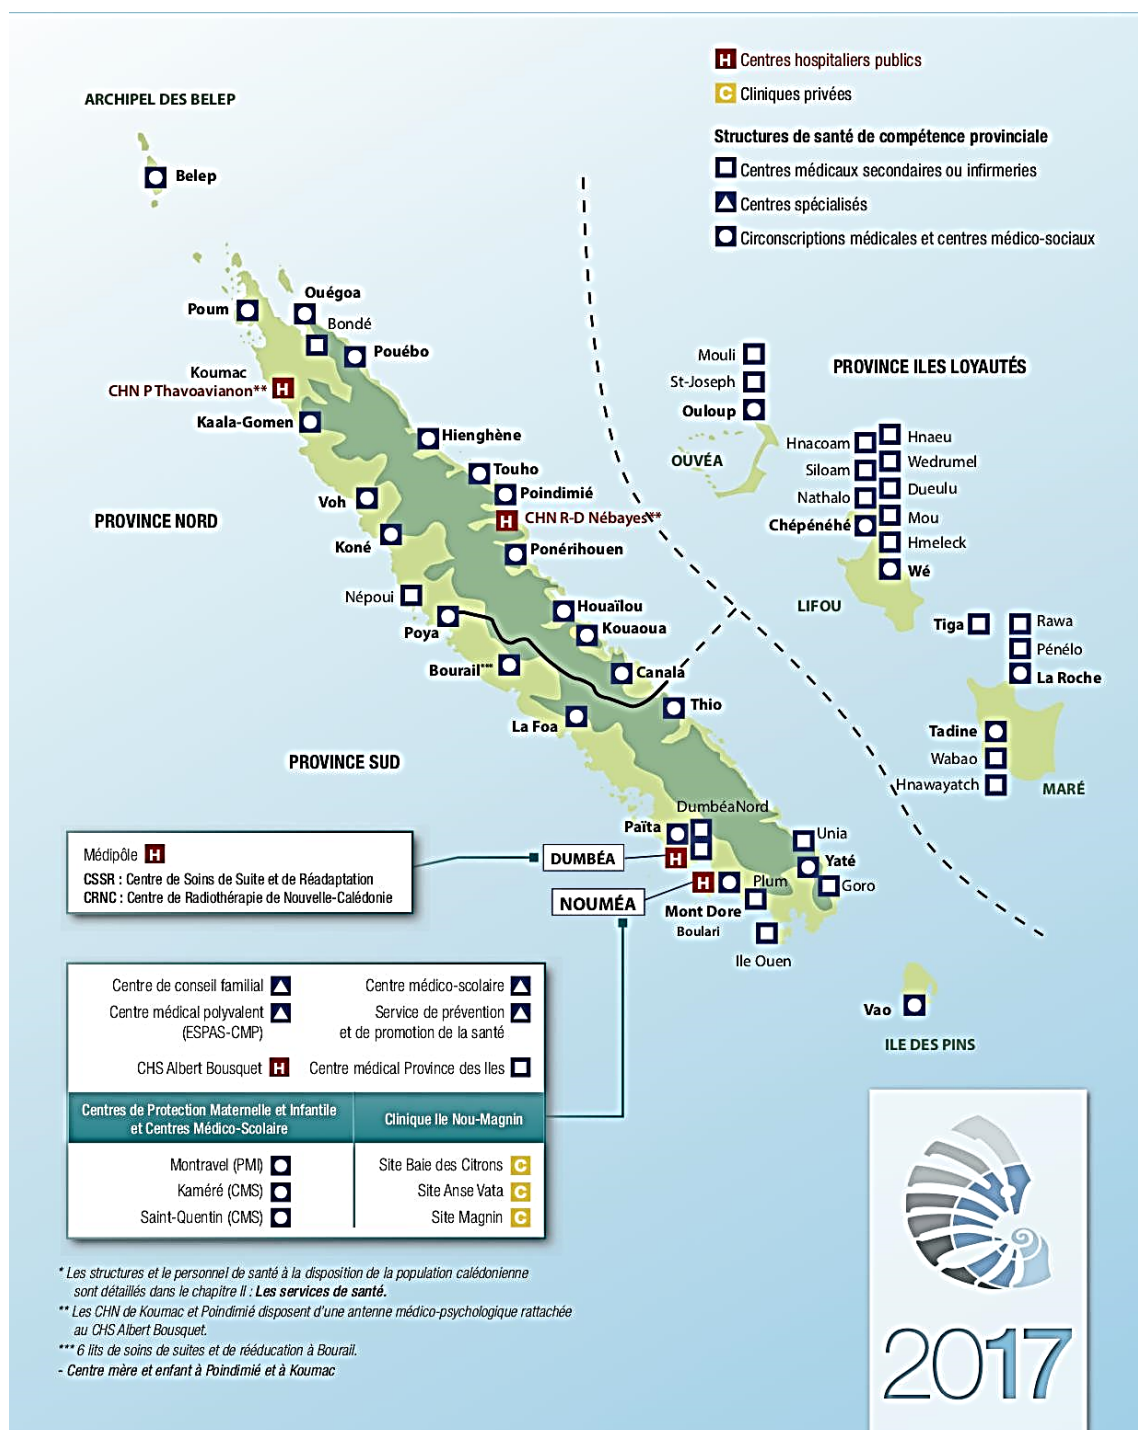 Centres hospitaliers publics
Cliniques privées
Structures de santé de compétence provinciale
Centres médicaux secondaires ou infirmeries
Centres spécialisés
Circonscriptions médicales et centres médico-sociaux
ARCHIPEL DES BELEP
Belep
Poum
Ouégoa
Bondé
Pouébo
Koumac
CHN P Thavoavianon**
Kaala-Gomen
Hienghène
Touho
Poindimié
CHN R-D Nébayes**
Ponérihouen
Voh
Koné
PROVINCE NORD
Népoui
Poya
Houaïlou
Kouaoua
Bourail***
Canala
Thio
La Foa
PROVINCE SUD
PROVINCE ILES LOYAUTÉS
Mouli
St-Joseph
Ouloup
OUVÉA
Hnacoam
Hnaeu
Siloam
Wedrumel
Nathalo
Dueulu
Chépénéhé
Mou
Hmeleck
Wé
LIFOU
Tiga
Rawa
Pénélo
La Roche
Tadine
Wabao
Hnawayatch
MARÉ
DumbéaNord
Païta
DUMBÉA
NOUMÉA
Unia
Yaté
Goro
Plum
Mont Dore
Boulari
Ile Ouen
Vao
ILE DES PINS
Médipôle H
CSSR : Centre de Soins de Suite et de Réadaptation
CRNC : Centre de Radiothérapie de Nouvelle-Calédonie
Centre de conseil familial
Centre médico-scolaire
Centre médical polyvalent
(ESPAS-CMP)
Service de prévention
et de promotion de la santé
CHS Albert Bousquet H
Centre médical Province des Iles
Centres de Protection Maternelle et Infantile
et Centres Médico-Scolaire
Clinique Ile Nou-Magnin
Montravel (PMI)
Kaméré (CMS)
Saint-Quentin (CMS)
Site Baie des Citrons C
Site Anse Vata C
Site Magnin C
* Les structures et le personnel de santé à la disposition de la population calédonienne
sont détaillés dans le chapitre II : Les services de santé.
** Les CHN de Koumac et Poindimié disposent d'une antenne médico-psychologique rattachée
au CHS Albert Bousquet.
*** 6 lits de soins de suites et de rééducation à Bourail.
- Centre mère et enfant à Poindimié et à Koumac
2017